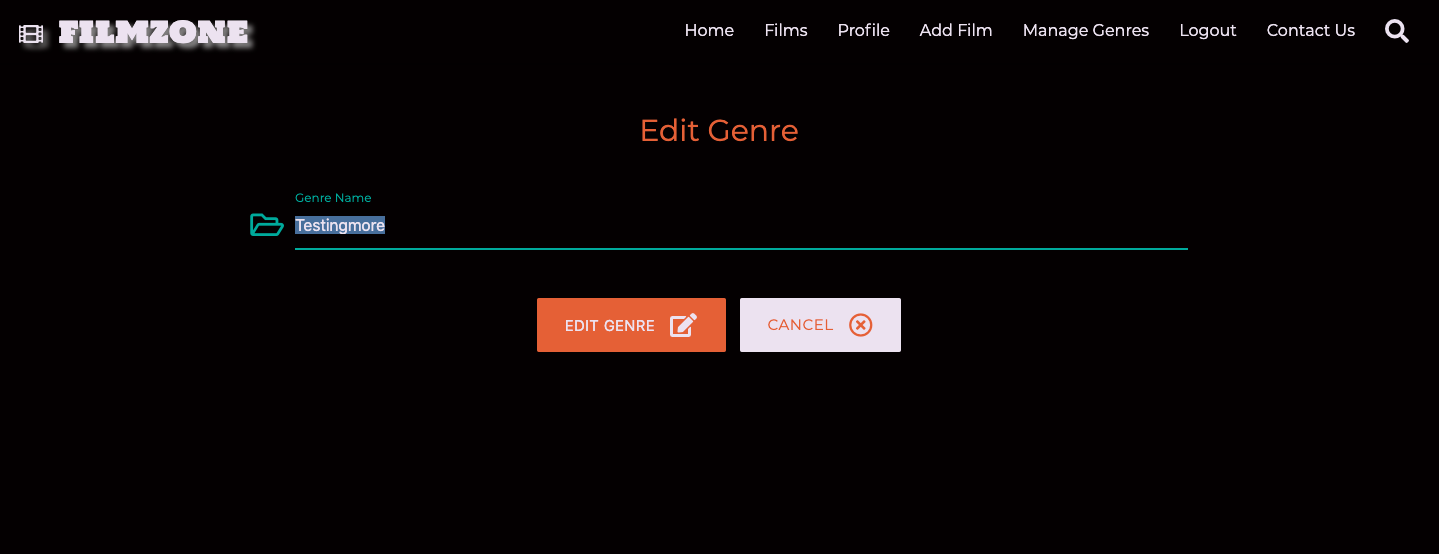 FILMZONE
Home Films Profile Add Film Manage Genres Logout Contact Us
Edit Genre
Genre Name
Testingmore
EDIT GENRE CANCEL